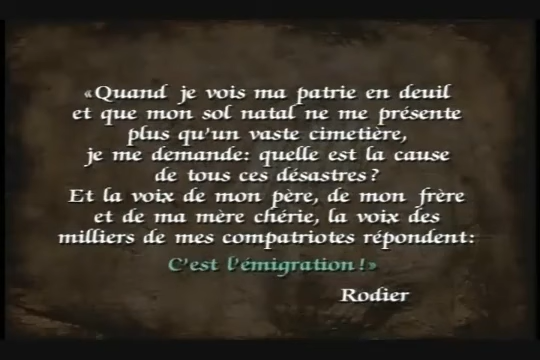 «Quand je vois ma patrie en deuil
et que mon sol natal ne me présente
plus qu'un vaste cimetière,
je me demande: quelle est la cause
de tous ces désastres?
Et la voix de mon père, de mon frère
et de ma mère chérie, la voix des
milliers de mes compatriotes répondent:
C'est l'émigration!»
Rodier